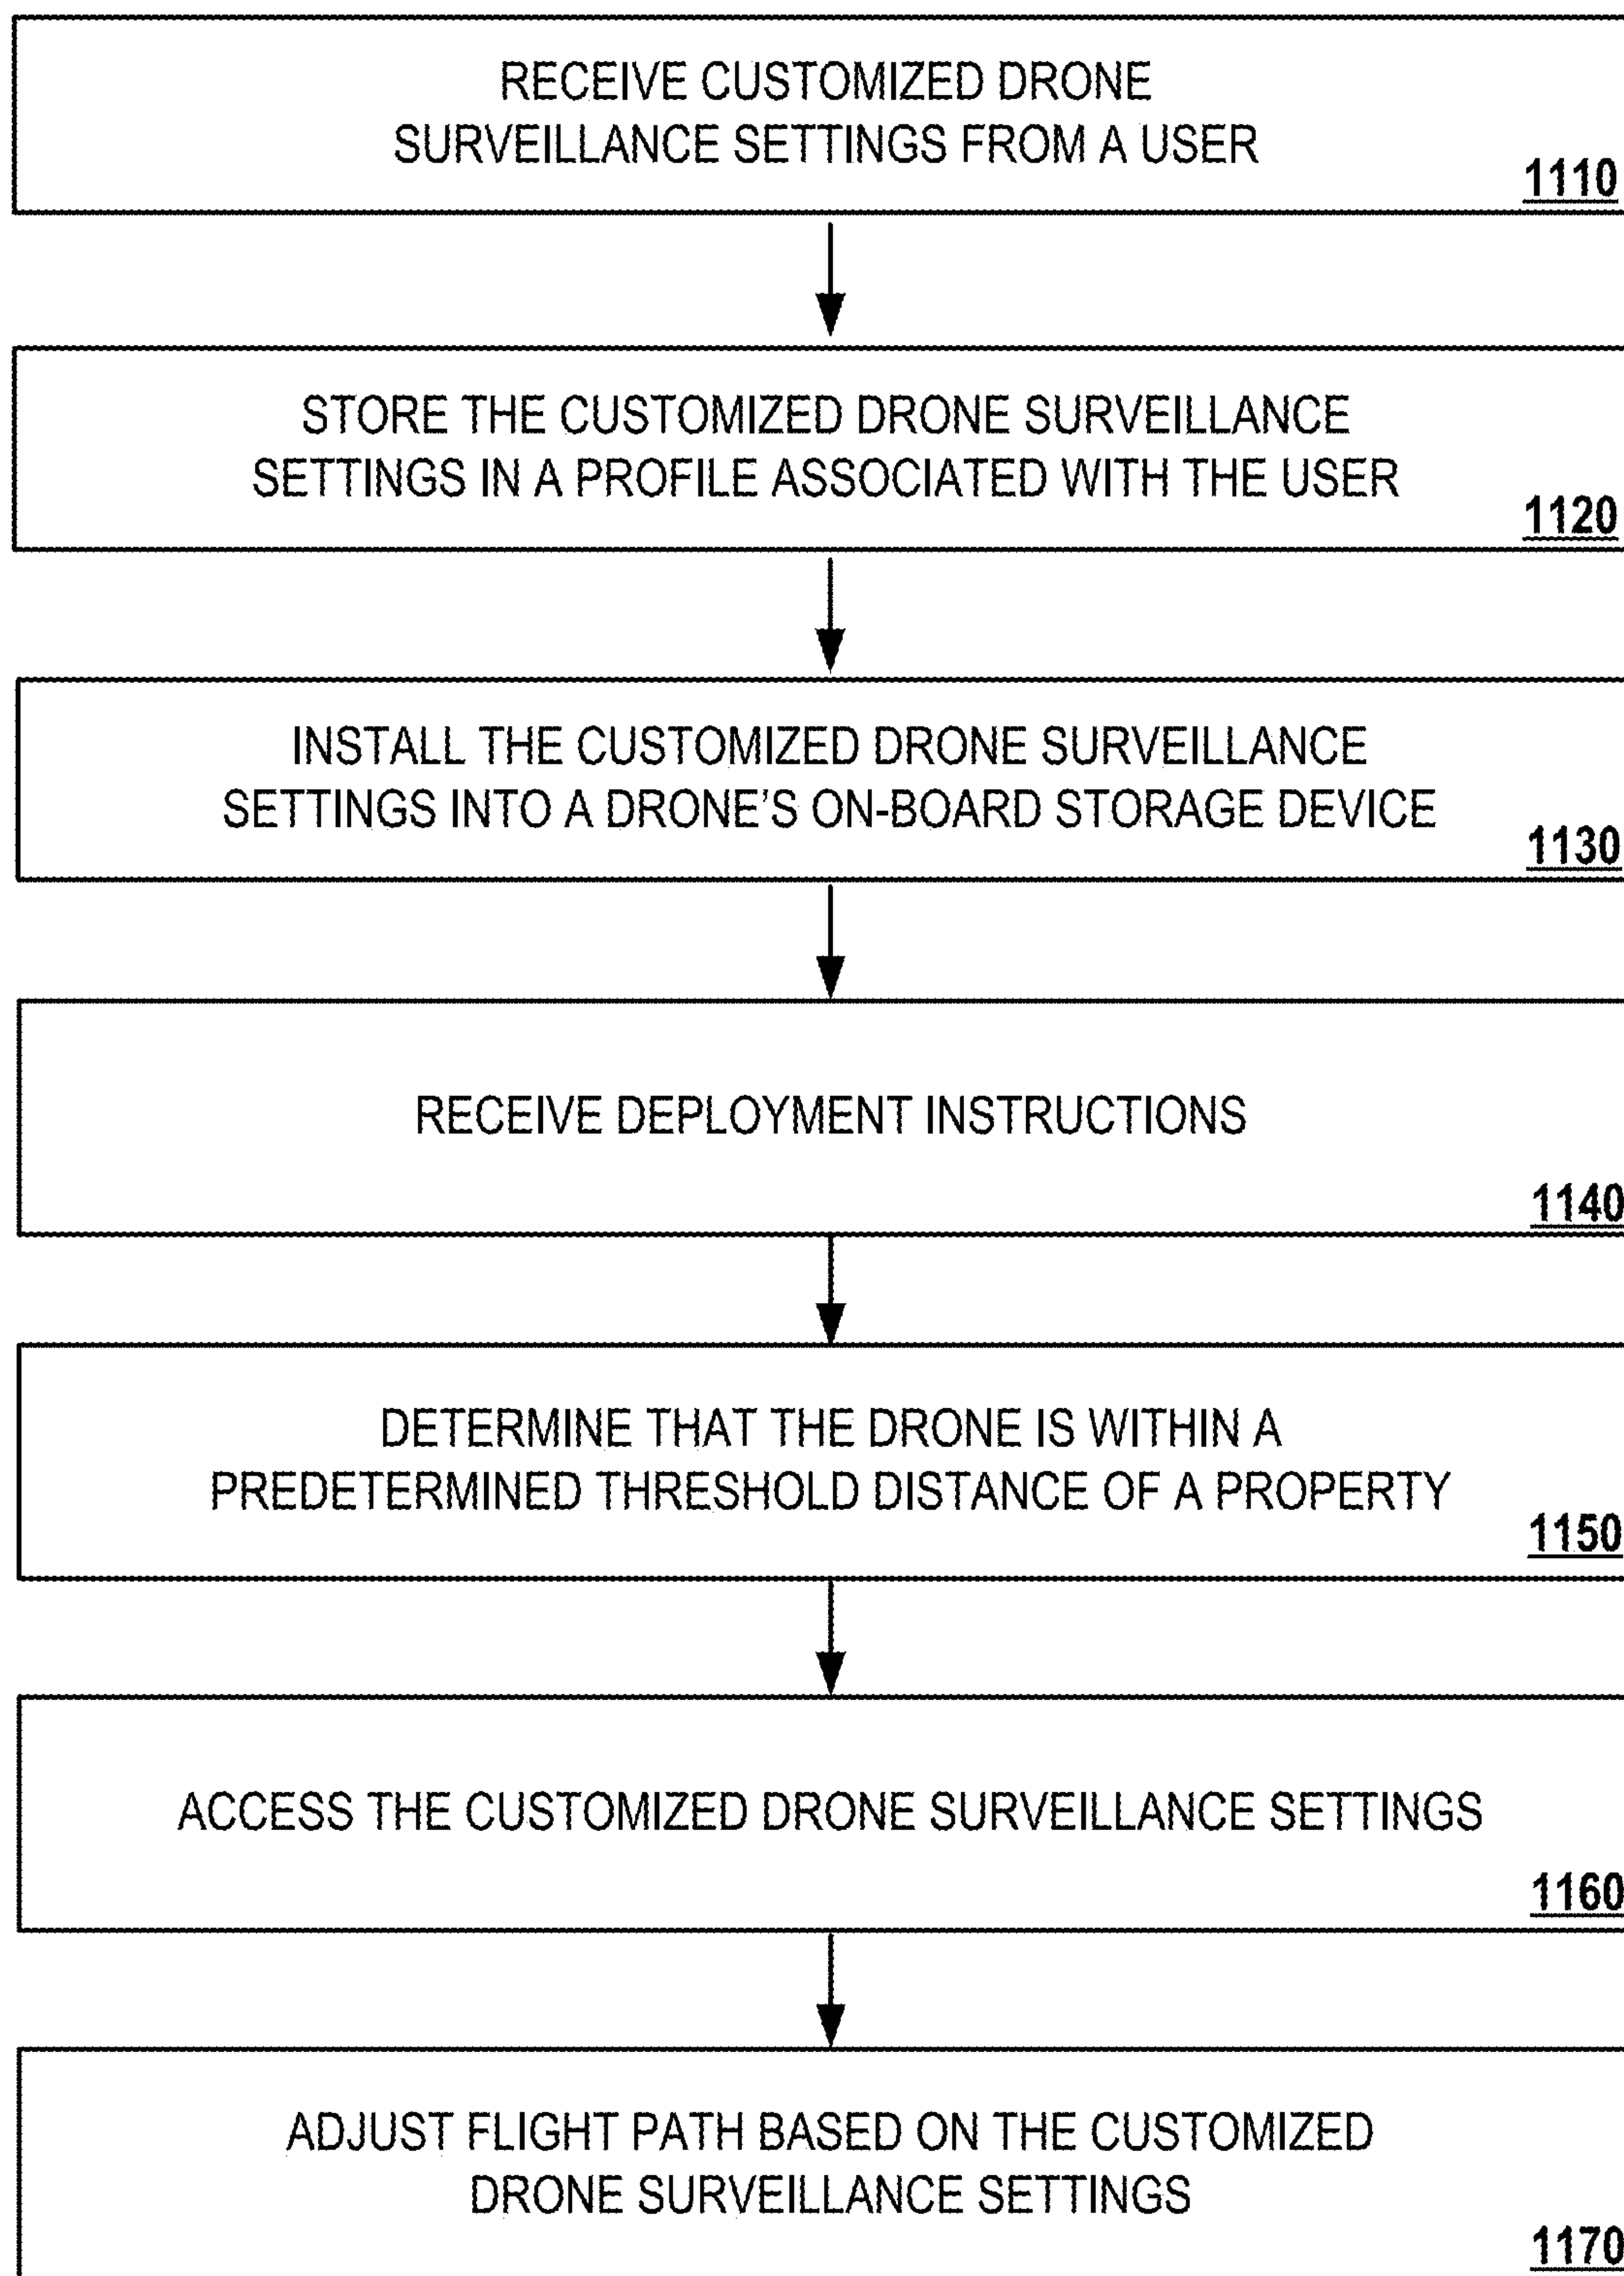 RECEIVE CUSTOMIZED DRONE
SURVEILLANCE SETTINGS FROM A USER
1110
STORE THE CUSTOMIZED DRONE SURVEILLANCE
SETTINGS IN A PROFILE ASSOCIATED WITH THE USER
1120
INSTALL THE CUSTOMIZED DRONE SURVEILLANCE
SETTINGS INTO A DRONE'S ON-BOARD STORAGE DEVICE
1130
RECEIVE DEPLOYMENT INSTRUCTIONS
1140
DETERMINE THAT THE DRONE IS WITHIN A
PREDETERMINED THRESHOLD DISTANCE OF A PROPERTY
1150
ACCESS THE CUSTOMIZED DRONE SURVEILLANCE SETTINGS
1160
ADJUST FLIGHT PATH BASED ON THE CUSTOMIZED
DRONE SURVEILLANCE SETTINGS
1170